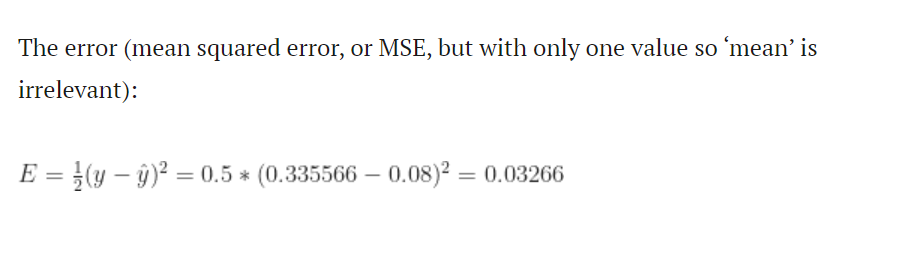 The error (mean squared error, or MSE, but with only one value so ‘mean’ is
irrelevant):
E = ½(y – ŷ)² = 0.5 * (0.335566 – 0.08)² = 0.03266